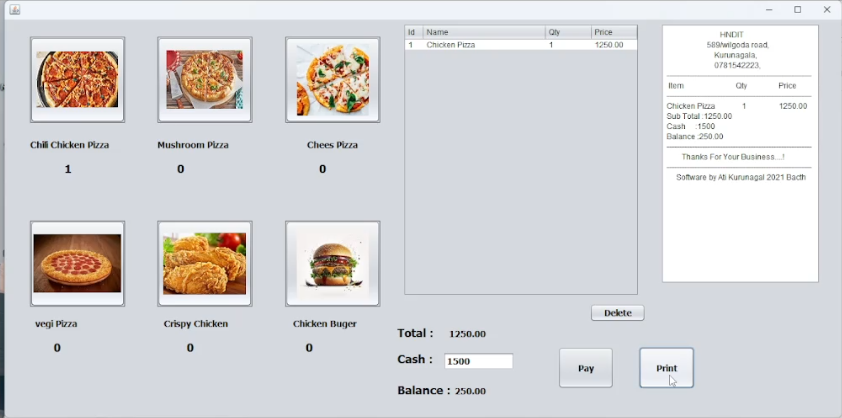 Chili Chicken Pizza
Mushroom Pizza
Chees Pizza
1
0
0
vegi Pizza
Crispy Chicken
Chicken Buger
0
0
0
Id Name Qty Price
1 Chicken Pizza 1 1250.00
Delete
Total : 1250.00
Cash : 1500
Balance : 250.00
Pay
Print
HNDIT
589/wilgoda road,
Kurunagala,
0781542223,
Item Qty Price
Chicken Pizza 1 1250.00
Sub Total :1250.00
Cash :1500
Balance :250.00
Thanks For Your Business...!
Software by Ati Kurunagal 2021 Bacth